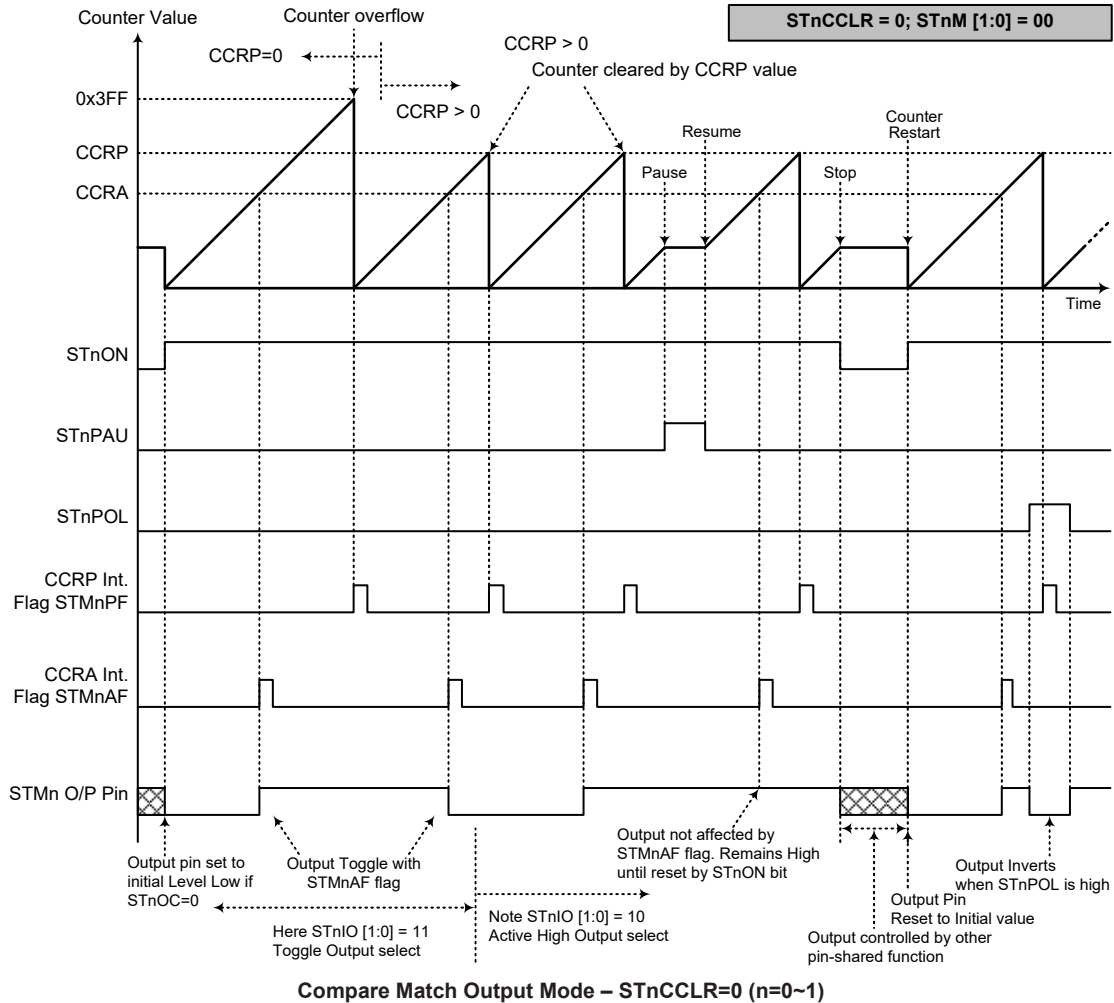 Counter Value
Counter overflow
STnCCLR = 0; STnM [1:0] = 00
CCRP=0
CCRP > 0
CCRP > 0
Counter cleared by CCRP value
0x3FF
CCRP
CCRA
Pause
Resume
Stop
Counter
Restart
Time
STnON
STnPAU
STnPOL
CCRP Int.
Flag STMnPF
CCRA Int.
Flag STMnAF
STMn O/P Pin
Output pin set to
initial Level Low if
STnOC=0
Output Toggle with
STMnAF flag
Here STnIO [1:0] = 11
Toggle Output select
Note STnIO [1:0] = 10
Active High Output select
Output not affected by
STMnAF flag. Remains High
until reset by STnON bit
Output controlled by other
pin-shared function
Output Pin
Reset to Initial value
Output Inverts
when STnPOL is high
Compare Match Output Mode – STnCCLR=0 (n=0~1)